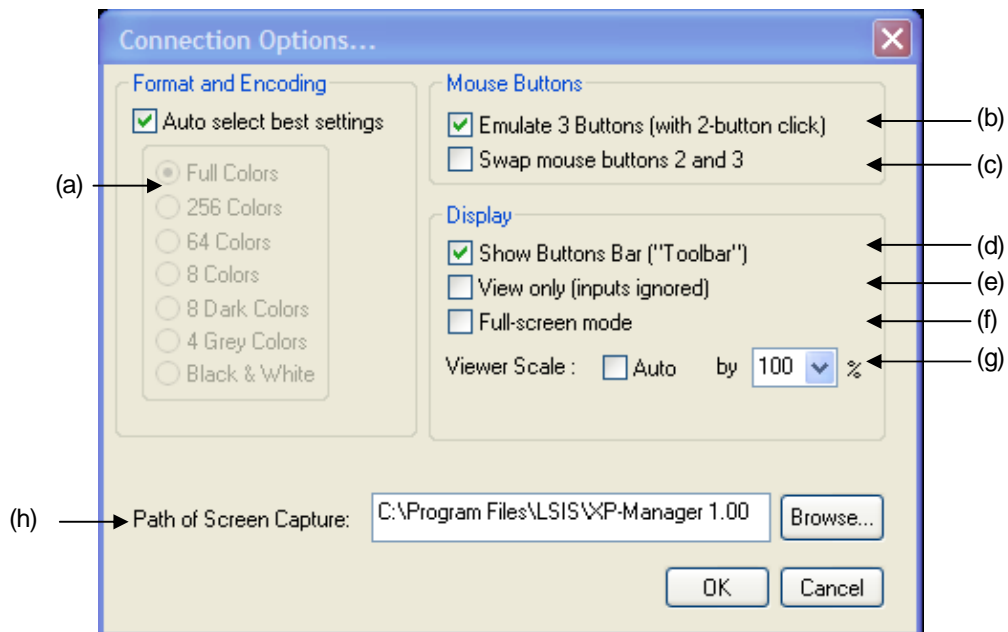 Connection Options...
Format and Encoding
Auto select best settings
(a)
Full Colors
256 Colors
64 Colors
8 Colors
8 Dark Colors
4 Grey Colors
Black & White
Mouse Buttons
Emulate 3 Buttons (with 2-button click)
(b)
Swap mouse buttons 2 and 3
(c)
Display
Show Buttons Bar (''Toolbar'')
(d)
View only (inputs ignored)
(e)
Full-screen mode
(f)
Viewer Scale : Auto by 100 %
(g)
(h)
Path of Screen Capture: C:\Program Files\LSIS\XP-Manager 1.00 Browse...
OK Cancel